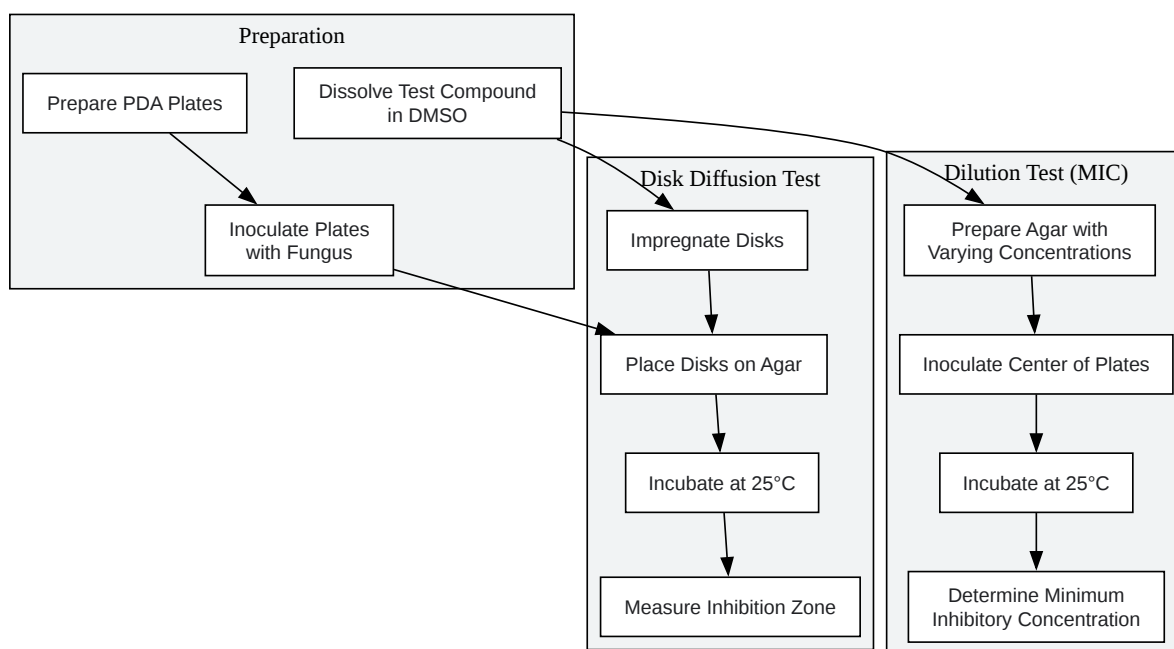 Preparation
Prepare PDA Plates
Dissolve Test Compound
in DMSO
Inoculate Plates
with Fungus
Disk Diffusion Test
Impregnate Disks
Place Disks on Agar
Incubate at 25°C
Measure Inhibition Zone
Dilution Test (MIC)
Prepare Agar with
Varying Concentrations
Inoculate Center of Plates
Incubate at 25°C
Determine Minimum
Inhibitory Concentration